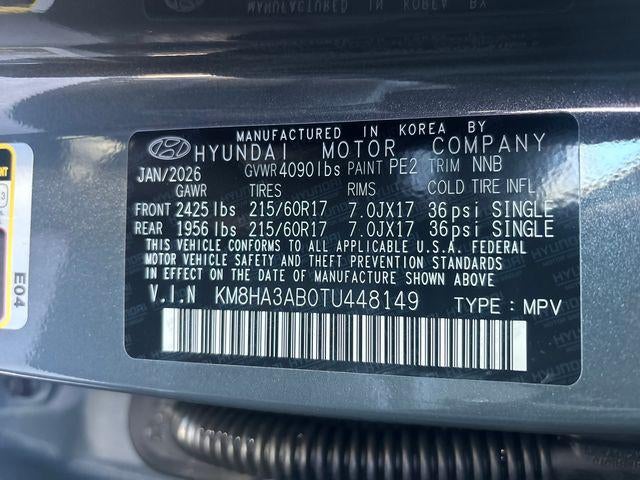 MANUFACTURED IN KOREA BY
HYUNDAI MOTOR COMPANY
JAN/2026 GVWR 4090lbs PAINT PE2 TRIM NNB
GAWR TIRES RIMS COLD TIRE INFL.
FRONT 2425 lbs 215/60R17 7.0JX17 36psi SINGLE
REAR 1956 lbs 215/60R17 7.0JX17 36psi SINGLE
THIS VEHICLE CONFORMS TO ALL APPLICABLE U.S.A. FEDERAL
MOTOR VEHICLE SAFETY AND THEFT PREVENTION STANDARDS
IN EFFECT ON THE DATE OF MANUFACTURE SHOWN ABOVE
V.I.N KM8HA3AB0TU448149 TYPE : MPV
E04